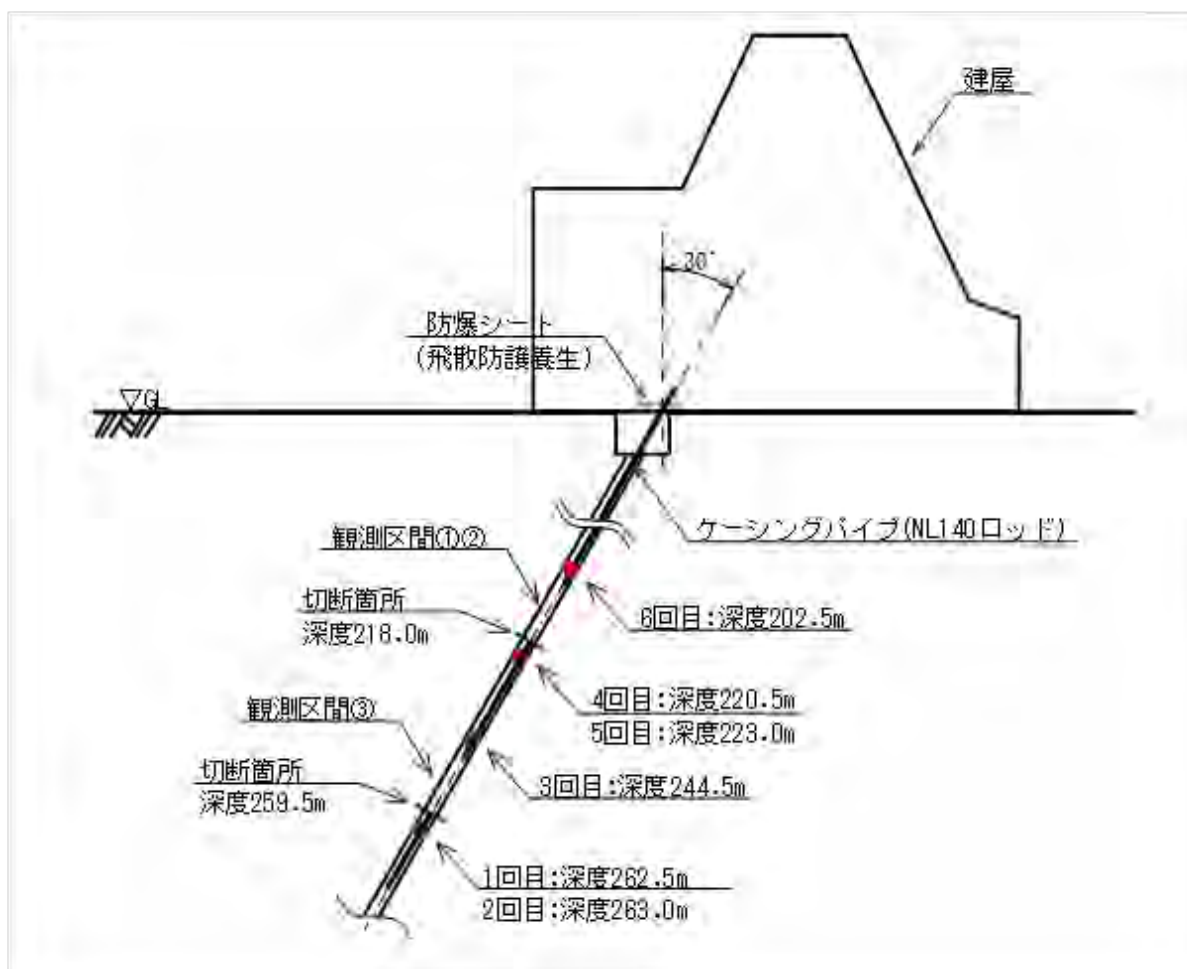 建屋
30°
防爆シート
(飛散防護養生)
▽GL
ケーシングパイプ(NL140ロッド)
観測区間①②
切断箇所
深度218.0m
6回目:深度202.5m
4回目:深度220.5m
5回目:深度223.0m
観測区間③
切断箇所
深度259.5m
3回目:深度244.5m
1回目:深度262.5m
2回目:深度263.0m